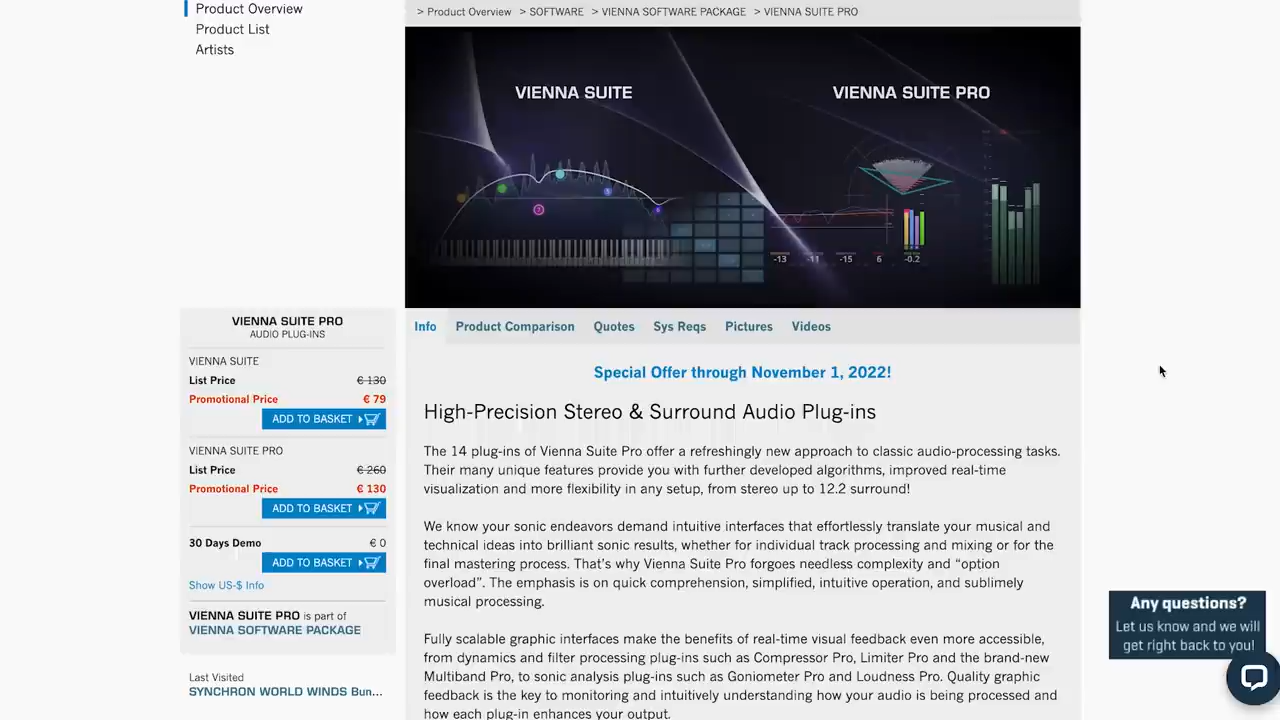 Product Overview
Product List
Artists
> Product Overview > SOFTWARE > VIENNA SOFTWARE PACKAGE > VIENNA SUITE PRO
VIENNA SUITE
VIENNA SUITE PRO
-13 -11 -15 6 -0.2
VIENNA SUITE PRO
AUDIO PLUG-INS
VIENNA SUITE
List Price € 130
Promotional Price € 79
ADD TO BASKET
VIENNA SUITE PRO
List Price € 260
Promotional Price € 130
ADD TO BASKET
30 Days Demo € 0
ADD TO BASKET
Show US-$ Info
VIENNA SUITE PRO is part of
VIENNA SOFTWARE PACKAGE
Last Visited
SYNCHRON WORLD WINDS Bun...
Info Product Comparison Quotes Sys Reqs Pictures Videos
Special Offer through November 1, 2022!
High-Precision Stereo & Surround Audio Plug-ins
The 14 plug-ins of Vienna Suite Pro offer a refreshingly new approach to classic audio-processing tasks.
Their many unique features provide you with further developed algorithms, improved real-time
visualization and more flexibility in any setup, from stereo up to 12.2 surround!
We know your sonic endeavors demand intuitive interfaces that effortlessly translate your musical and
technical ideas into brilliant sonic results, whether for individual track processing and mixing or for the
final mastering process. That's why Vienna Suite Pro forgoes needless complexity and “option
overload”. The emphasis is on quick comprehension, simplified, intuitive operation, and sublimely
musical processing.
Fully scalable graphic interfaces make the benefits of real-time visual feedback even more accessible,
from dynamics and filter processing plug-ins such as Compressor Pro, Limiter Pro and the brand-new
Multiband Pro, to sonic analysis plug-ins such as Goniometer Pro and Loudness Pro. Quality graphic
feedback is the key to monitoring and intuitively understanding how your audio is being processed and
how each plug-in enhances your output.
Any questions?
Let us know and we will
get right back to you!